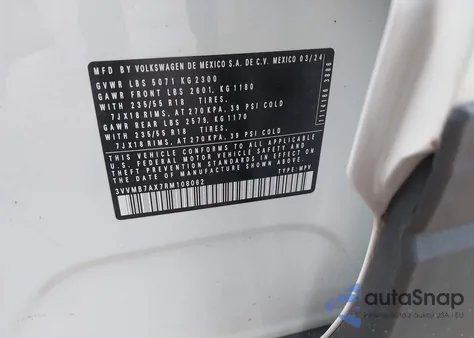 MFD BY VOLKSWAGEN DE MEXICO S.A. DE C.V. MEXICO 03/24
GVWR LBS 5071 KG 2300
GAWR FRONT LBS 2601, KG 1180
WITH 235/55 R18 TIRES,
7JX18 RIMS, AT 270 KPA, 39 PSI COLD
GAWR REAR LBS 2579, KG 1170
WITH 235/55 R18 TIRES,
7JX18 RIMS, AT 270 KPA, 39 PSI COLD
THIS VEHICLE CONFORMS TO ALL APPLICABLE
U.S. FEDERAL MOTOR VEHICLE SAFETY AND
THEFT PREVENTION STANDARDS IN EFFECT ON
THE DATE OF MANUFACTURE SHOWN ABOVE.
3VVMB7AX7RM108062 TYPE: MPV
autaSnap